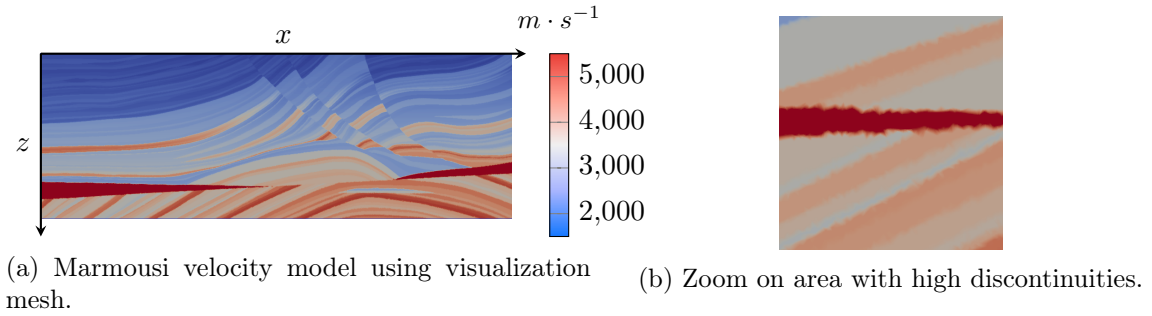 m · s⁻¹
x
z
5,000
4,000
3,000
2,000
(a) Marmousi velocity model using visualization
mesh.
(b) Zoom on area with high discontinuities.